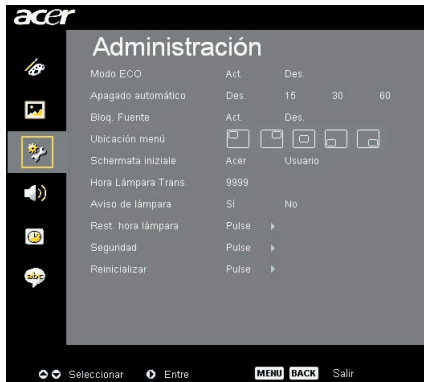 acer
Administración
Modo ECO Act. Des.
Apagado automático Des. 15 30 60
Bloq. Fuente Act. Des.
Ubicación menú
Schermata iniziale Acer Usuario
Hora Lámpara Trans. 9999
Aviso de lámpara Sí No
Rest. hora lámpara Pulse
Seguridad Pulse
Reinicializar Pulse
abc
Seleccionar Entre MENU BACK Salir